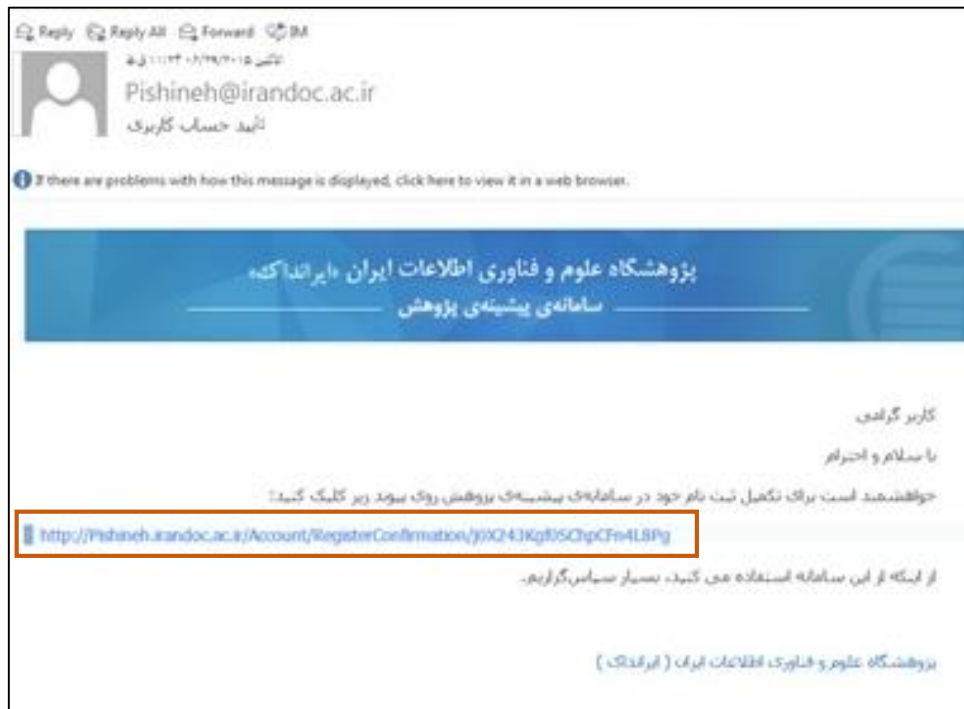 Reply Reply All Forward IM
Pishineh@irandoc.ac.ir
تأیید حساب کاربری
If there are problems with how this message is displayed, click here to view it in a web browser.
پژوهشگاه علوم و فناوری اطلاعات ایران «ایرانداک»
سامانه‌ی پیشینه‌ی پژوهش
کاربر گرامی
با سلام و احترام
خواهشمند است برای تکمیل ثبت نام خود در سامانه‌ی پیشینه‌ی پژوهش روی پیوند زیر کلیک کنید:
از اینکه از این سامانه استفاده می کنید، بسیار سپاس‌گزاریم.
پژوهشگاه علوم و فناوری اطلاعات ایران ( ایرانداک )